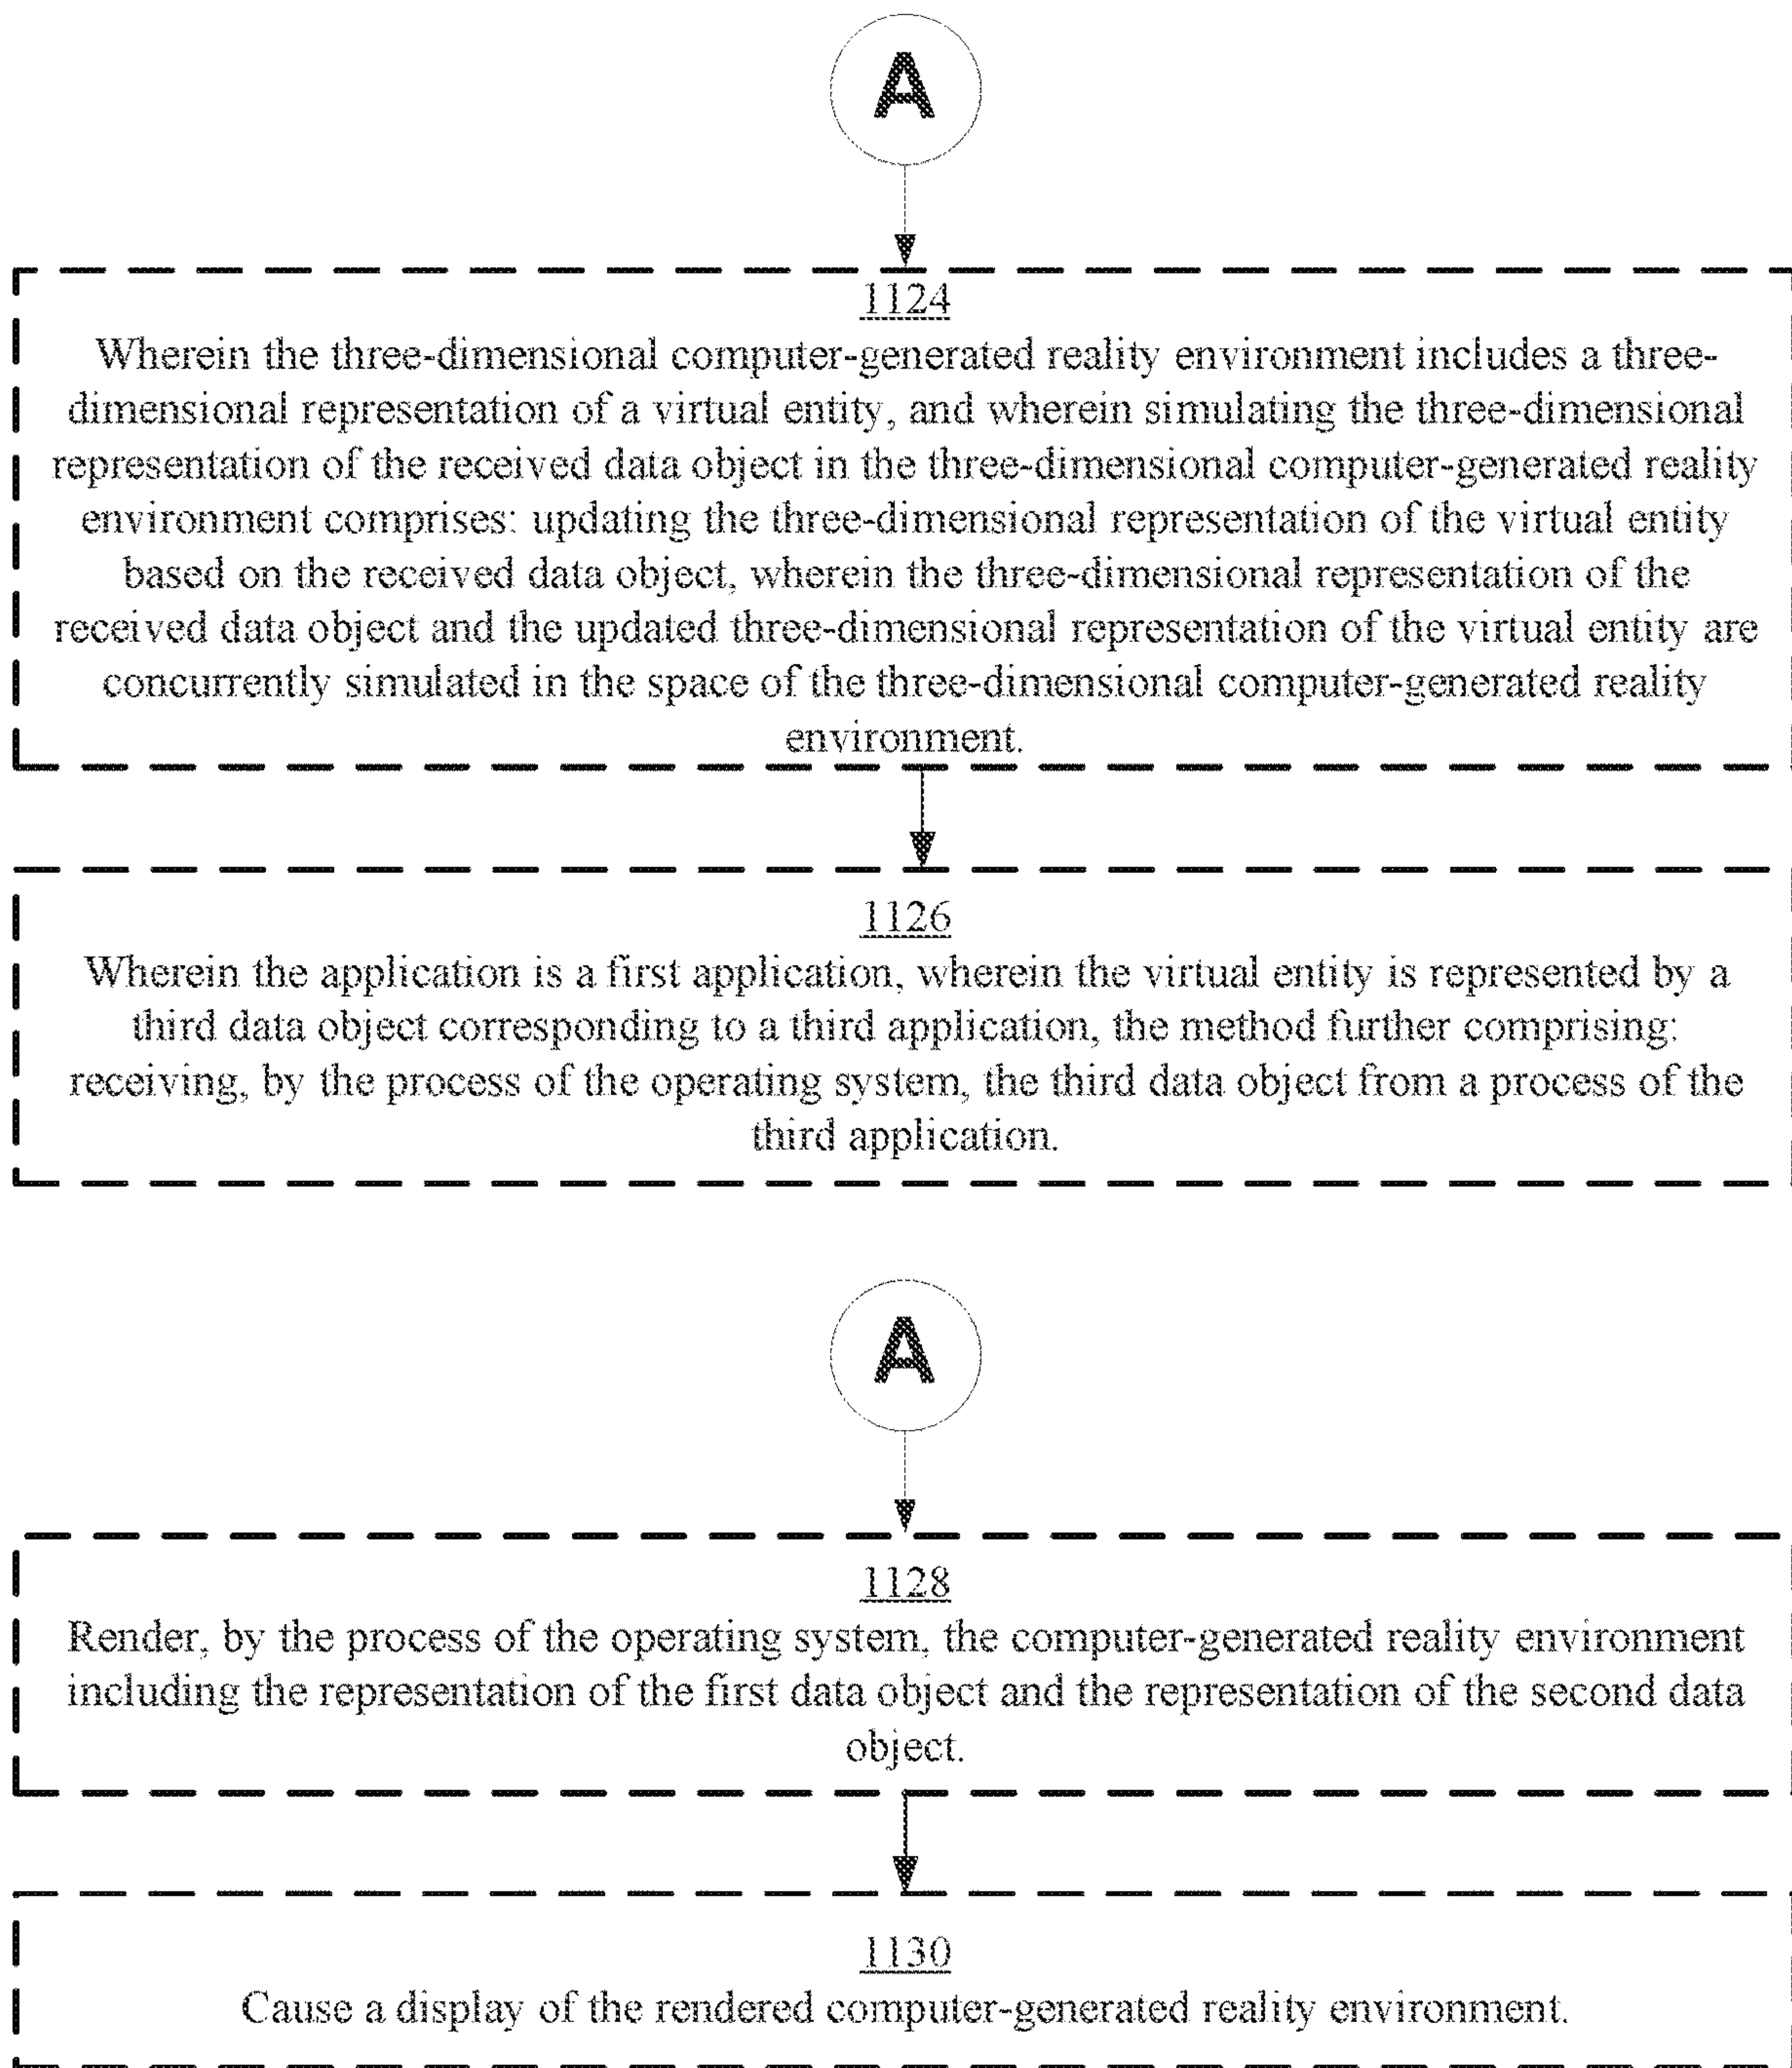 A
1124
Wherein the three-dimensional computer-generated reality environment includes a three-
dimensional representation of a virtual entity, and wherein simulating the three-dimensional
representation of the received data object in the three-dimensional computer-generated reality
environment comprises: updating the three-dimensional representation of the virtual entity
based on the received data object, wherein the three-dimensional representation of the
received data object and the updated three-dimensional representation of the virtual entity are
concurrently simulated in the space of the three-dimensional computer-generated reality
environment.
1126
Wherein the application is a first application, wherein the virtual entity is represented by a
third data object corresponding to a third application, the method further comprising:
receiving, by the process of the operating system, the third data object from a process of the
third application.
A
1128
Render, by the process of the operating system, the computer-generated reality environment
including the representation of the first data object and the representation of the second data
object.
1130
Cause a display of the rendered computer-generated reality environment.